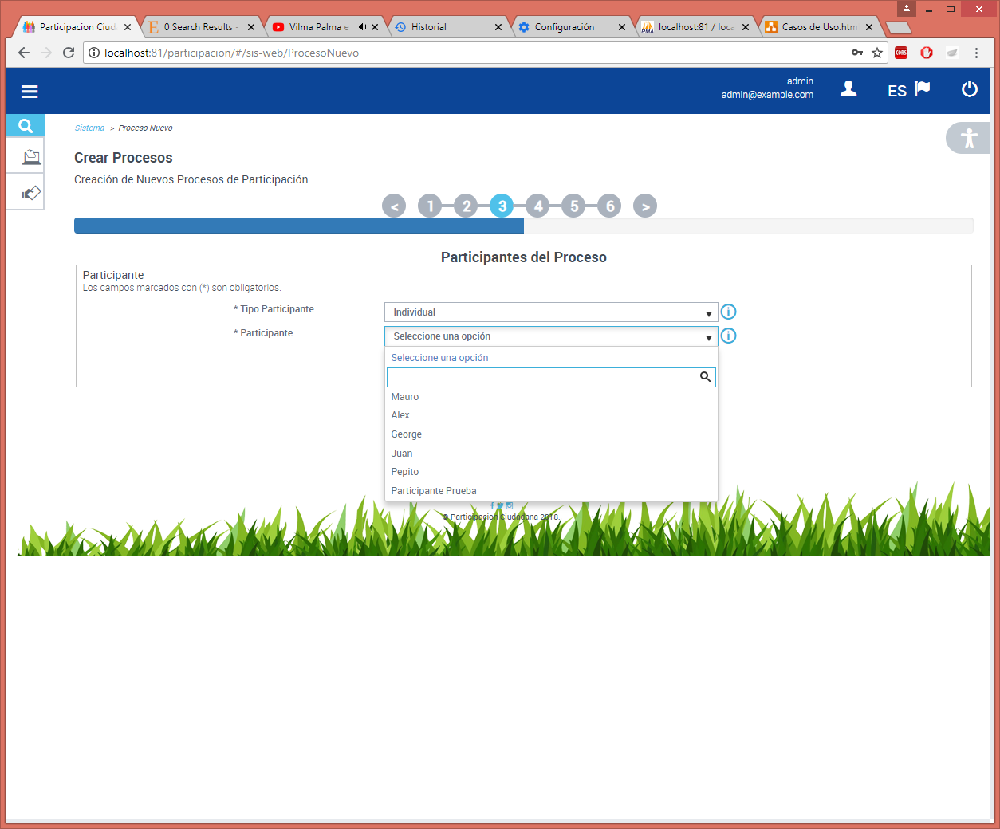 Participacion Ciud
0 Search Results -
Vilma Palma e
Historial
Configuración
PMA
localhost:81 / loca
Casos de Uso.htm
localhost:81/participacion/#/sis-web/ProcesoNuevo
CORS
admin
admin@example.com
ES
Sistema > Proceso Nuevo
Crear Procesos
Creación de Nuevos Procesos de Participación
< 1 2 3 4 5 6 >
Participantes del Proceso
Participante
Los campos marcados con (*) son obligatorios.
* Tipo Participante:
Individual
* Participante:
Seleccione una opción
Seleccione una opción
Mauro
Alex
George
Juan
Pepito
Participante Prueba
© Participacion Ciudadana 2018.